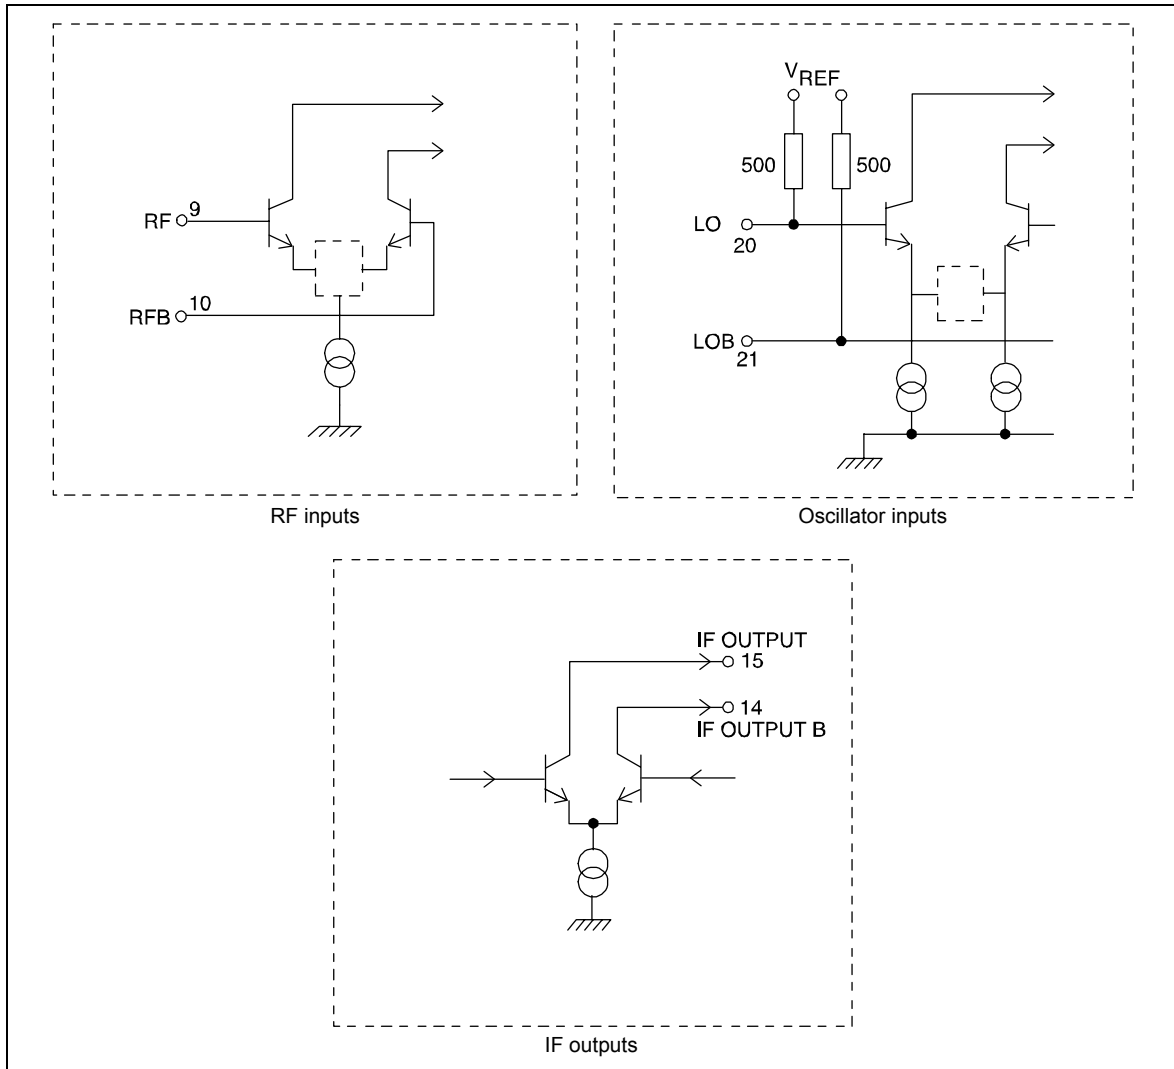 RF 9
RFB 10
RF inputs
VREF
500 500
LO 20
LOB 21
Oscillator inputs
IF OUTPUT
15
14
IF OUTPUT B
IF outputs